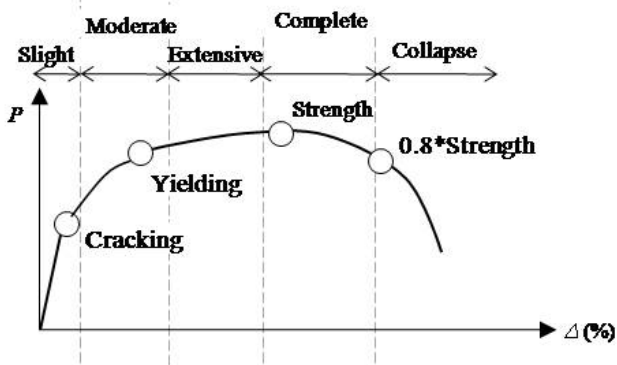 Moderate
Complete
Slight
Extensive
Collapse
P
Strength
0.8*Strength
Yielding
Cracking
Δ(%)